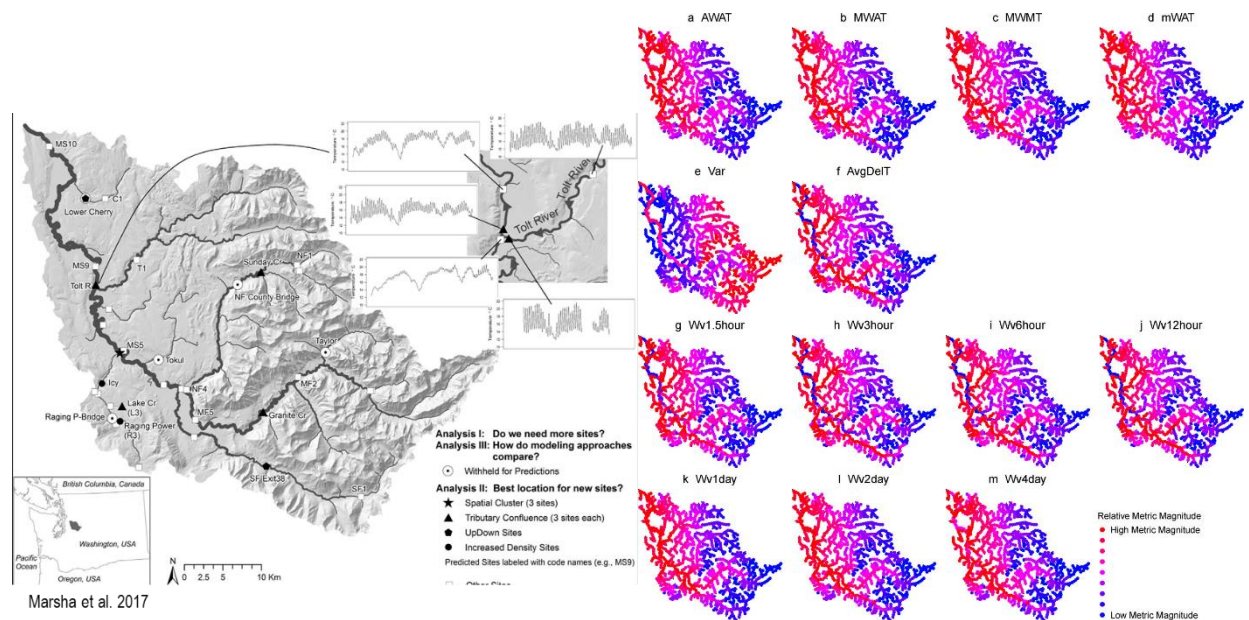 a AWAT
b MWAT
c MWMT
d mWAT
e Var
f AvgDelT
g Wv1.5hour
h Wv3hour
i Wv6hour
j Wv12hour
k Wv1day
l Wv2day
m Wv4day
Relative Metric Magnitude
High Metric Magnitude
Low Metric Magnitude
MS10
C1
Lower Cherry
MS9
T1
Tolt R.
Tolt River
Tolt River
Sunday Cr.
NF1
NF County Bridge
MS5
Tokul
Taylor
Icy
NF4
MF2
Lake Cr.
(L3)
MF5
Granite Cr.
Raging P-Bridge
Raging Power
(R3)
SF Exit38
SF1
Analysis I: Do we need more sites?
Analysis III: How do modeling approaches
compare?
Withheld for Predictions
Analysis II: Best location for new sites?
Spatial Cluster (3 sites)
Tributary Confluence (3 sites each)
UpDown Sites
Increased Density Sites
Predicted Sites labeled with code names (e.g., MS9)
British Columbia, Canada
Washington, USA
Pacific
Ocean
Oregon, USA
N
0 2.5 5 10 Km
Marsha et al. 2017